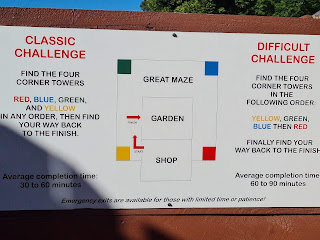 CLASSIC
CHALLENGE
FIND THE FOUR
CORNER TOWERS
RED, BLUE, GREEN,
AND YELLOW
IN ANY ORDER, THEN FIND
YOUR WAY BACK
TO THE FINISH.
Average completion time:
30 to 60 minutes
GREAT MAZE
GARDEN
FINISH
START
SHOP
DIFFICULT
CHALLENGE
FIND THE FOUR
CORNER TOWERS
IN THE
FOLLOWING ORDER:
YELLOW, GREEN,
BLUE THEN RED
FINALLY FIND YOUR
WAY BACK TO THE FINISH.
Average completion time:
60 to 90 minutes
Emergency exits are available for those with limited time or patience!